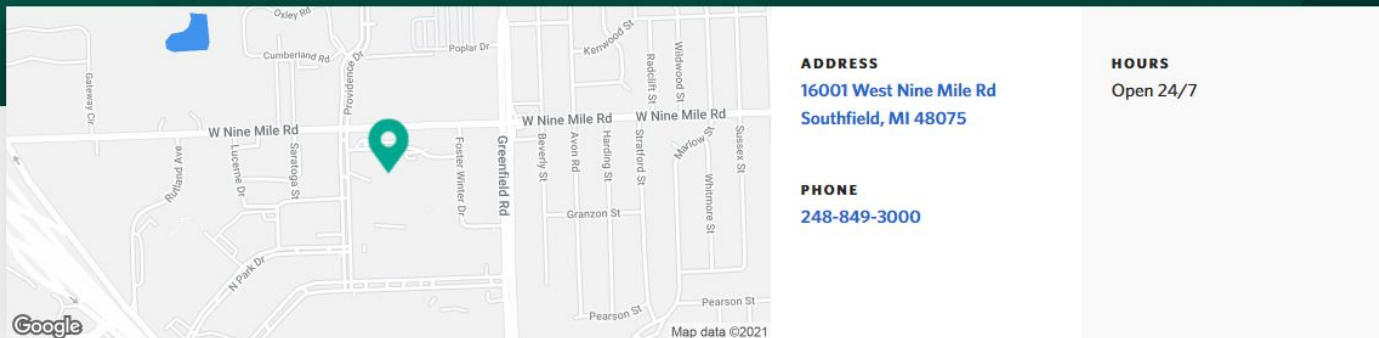 Oxley Rd
Cumberland Rd
Poplar Dr
Kenwood St
Gateway Cir
Providence Dr
Radclift St
Wildwood St
W Nine Mile Rd
W Nine Mile Rd
W Nine Mile Rd
Rutland Ave
Lucerne Dr
Saratoga St
Foster Winter Dr
Greenfield Rd
Beverly St
Avon Rd
Harding St
Stratford St
Marlow St
Sussex St
Whitmore St
Granzon St
N Park Dr
Pearson St
Pearson St
Google
Map data ©2021
ADDRESS
16001 West Nine Mile Rd
Southfield, MI 48075
PHONE
248-849-3000
HOURS
Open 24/7